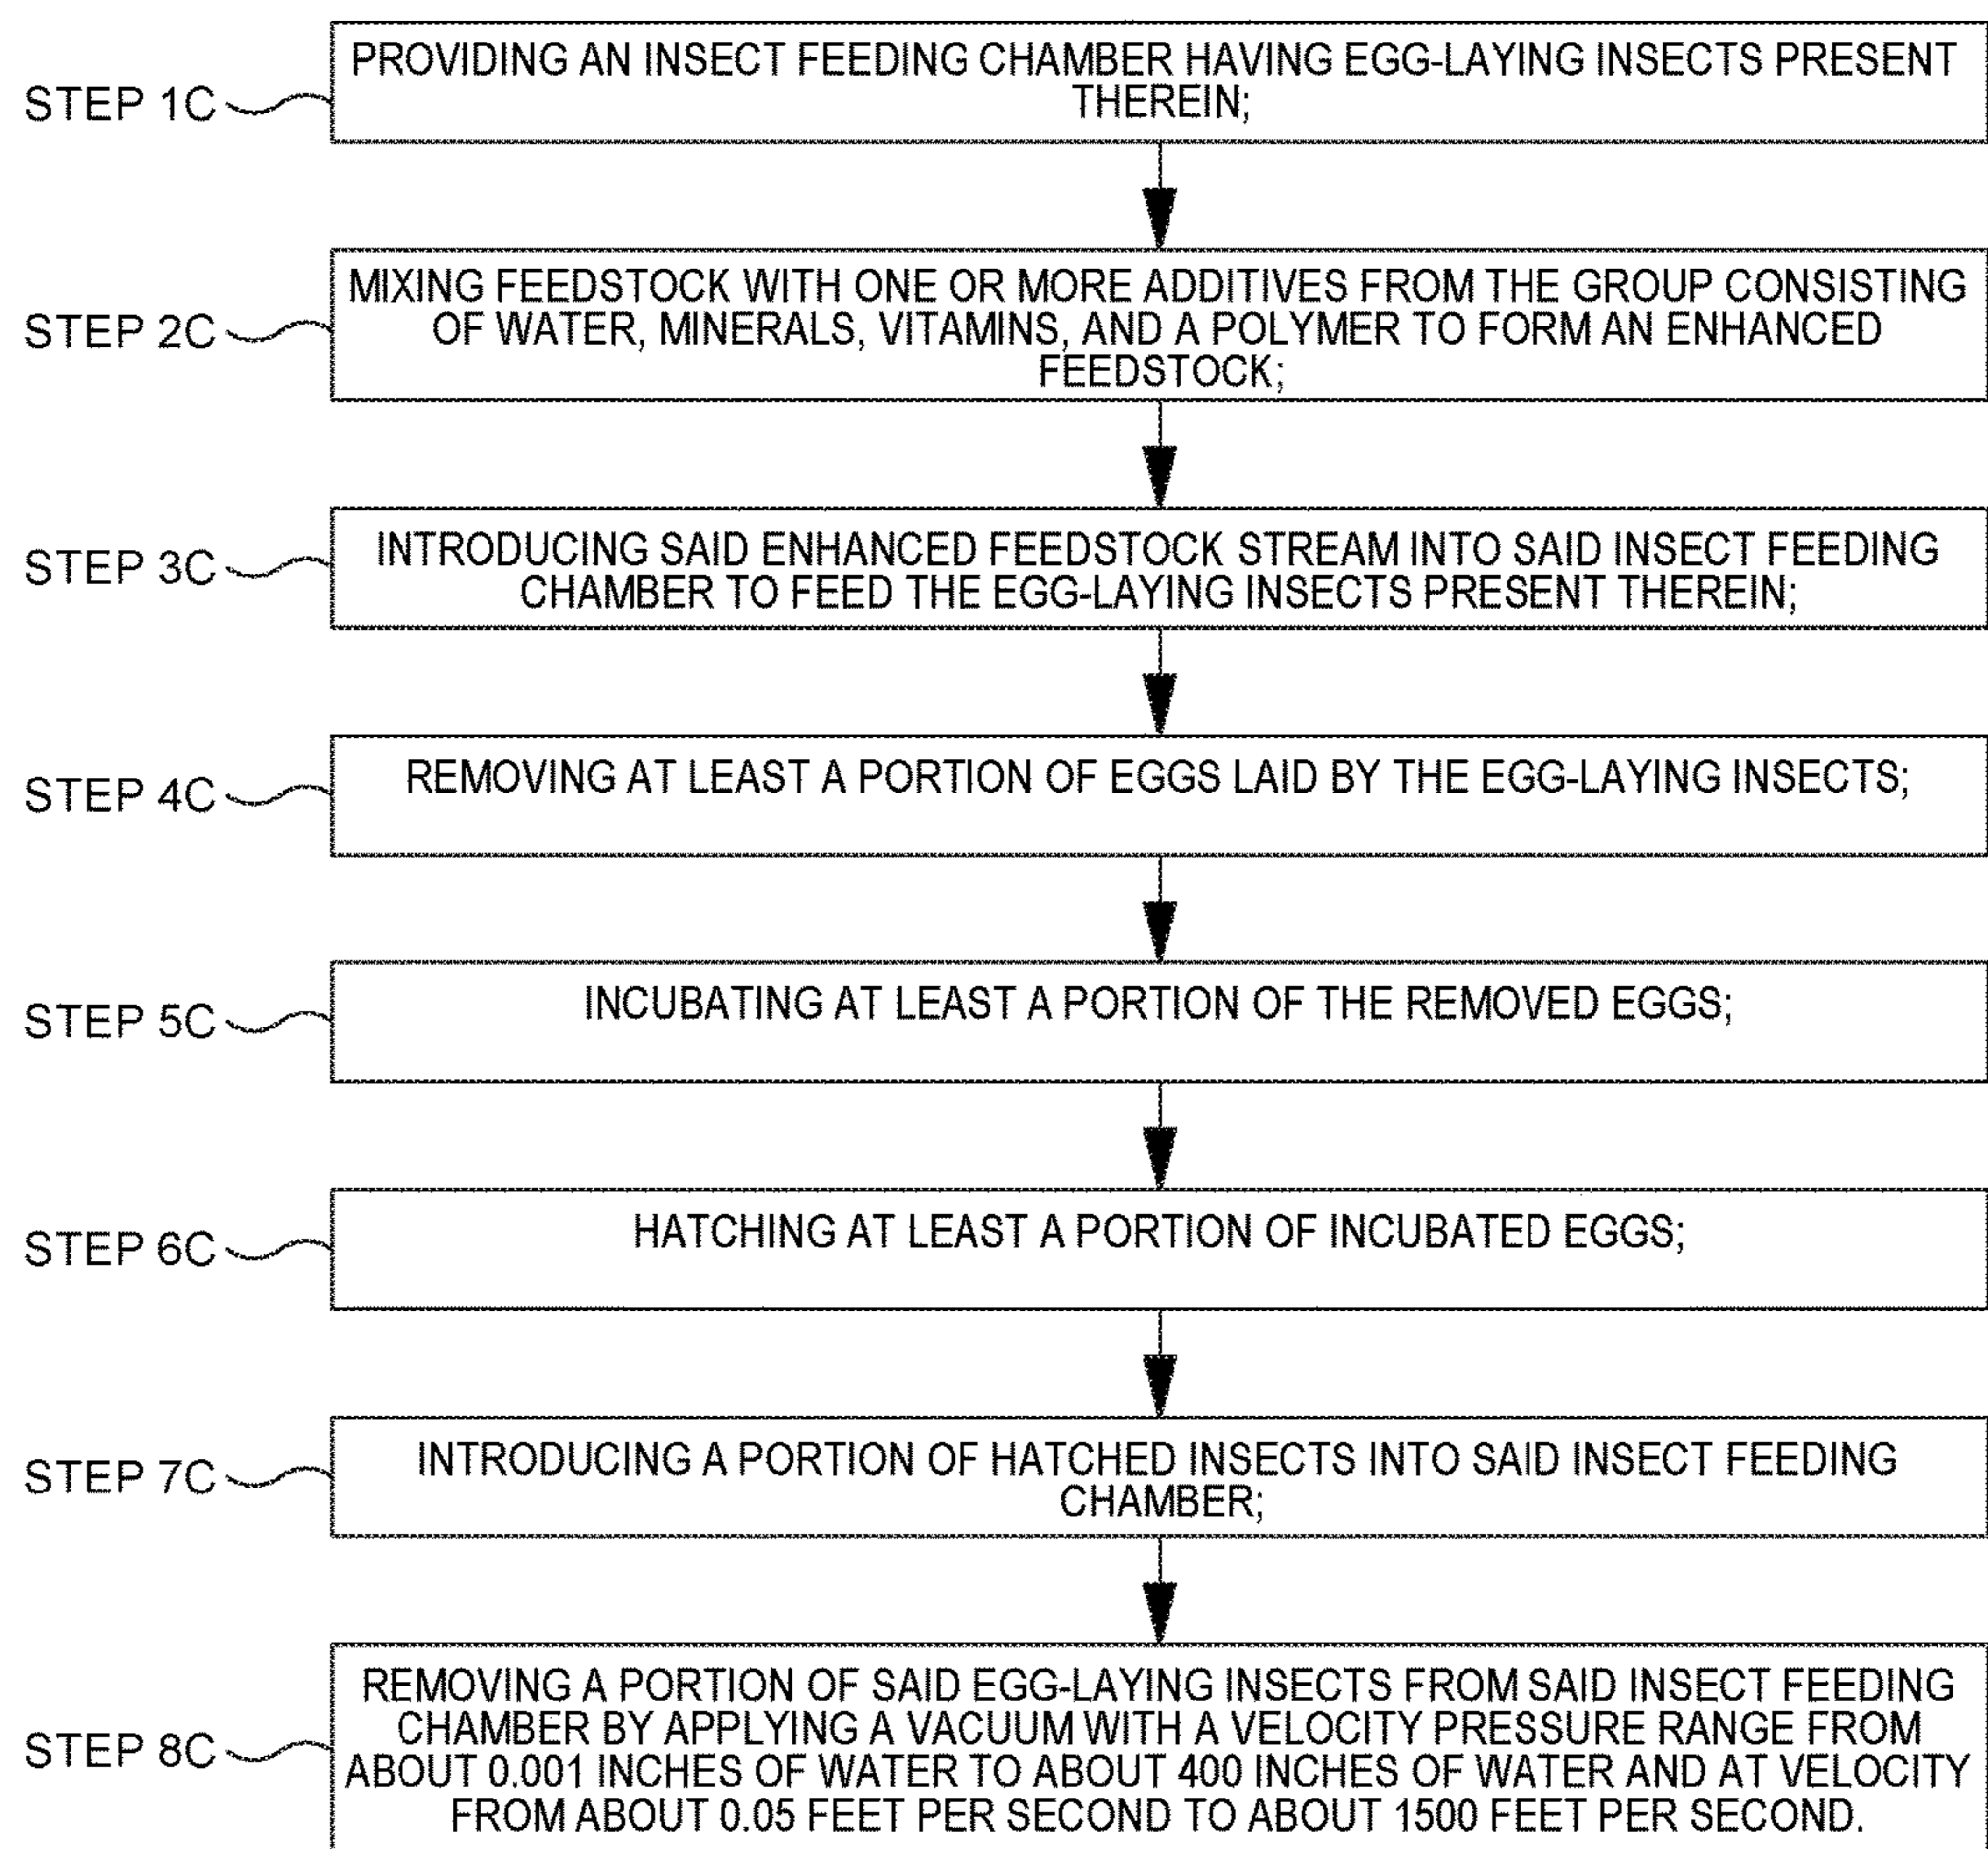 STEP 1C
PROVIDING AN INSECT FEEDING CHAMBER HAVING EGG-LAYING INSECTS PRESENT
THEREIN;
STEP 2C
MIXING FEEDSTOCK WITH ONE OR MORE ADDITIVES FROM THE GROUP CONSISTING
OF WATER, MINERALS, VITAMINS, AND A POLYMER TO FORM AN ENHANCED
FEEDSTOCK;
STEP 3C
INTRODUCING SAID ENHANCED FEEDSTOCK STREAM INTO SAID INSECT FEEDING
CHAMBER TO FEED THE EGG-LAYING INSECTS PRESENT THEREIN;
STEP 4C
REMOVING AT LEAST A PORTION OF EGGS LAID BY THE EGG-LAYING INSECTS;
STEP 5C
INCUBATING AT LEAST A PORTION OF THE REMOVED EGGS;
STEP 6C
HATCHING AT LEAST A PORTION OF INCUBATED EGGS;
STEP 7C
INTRODUCING A PORTION OF HATCHED INSECTS INTO SAID INSECT FEEDING
CHAMBER;
STEP 8C
REMOVING A PORTION OF SAID EGG-LAYING INSECTS FROM SAID INSECT FEEDING
CHAMBER BY APPLYING A VACUUM WITH A VELOCITY PRESSURE RANGE FROM
ABOUT 0.001 INCHES OF WATER TO ABOUT 400 INCHES OF WATER AND AT VELOCITY
FROM ABOUT 0.05 FEET PER SECOND TO ABOUT 1500 FEET PER SECOND.